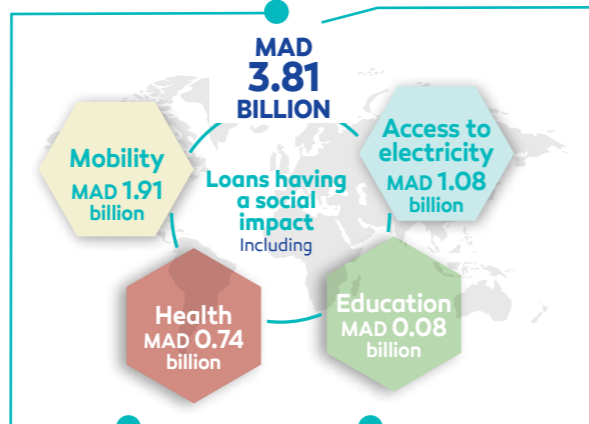 MAD
3.81
BILLION
Mobility
MAD 1.91
billion
Access to
electricity
MAD 1.08
billion
Loans having
a social
impact
Including
Health
MAD 0.74
billion
Education
MAD 0.08
billion